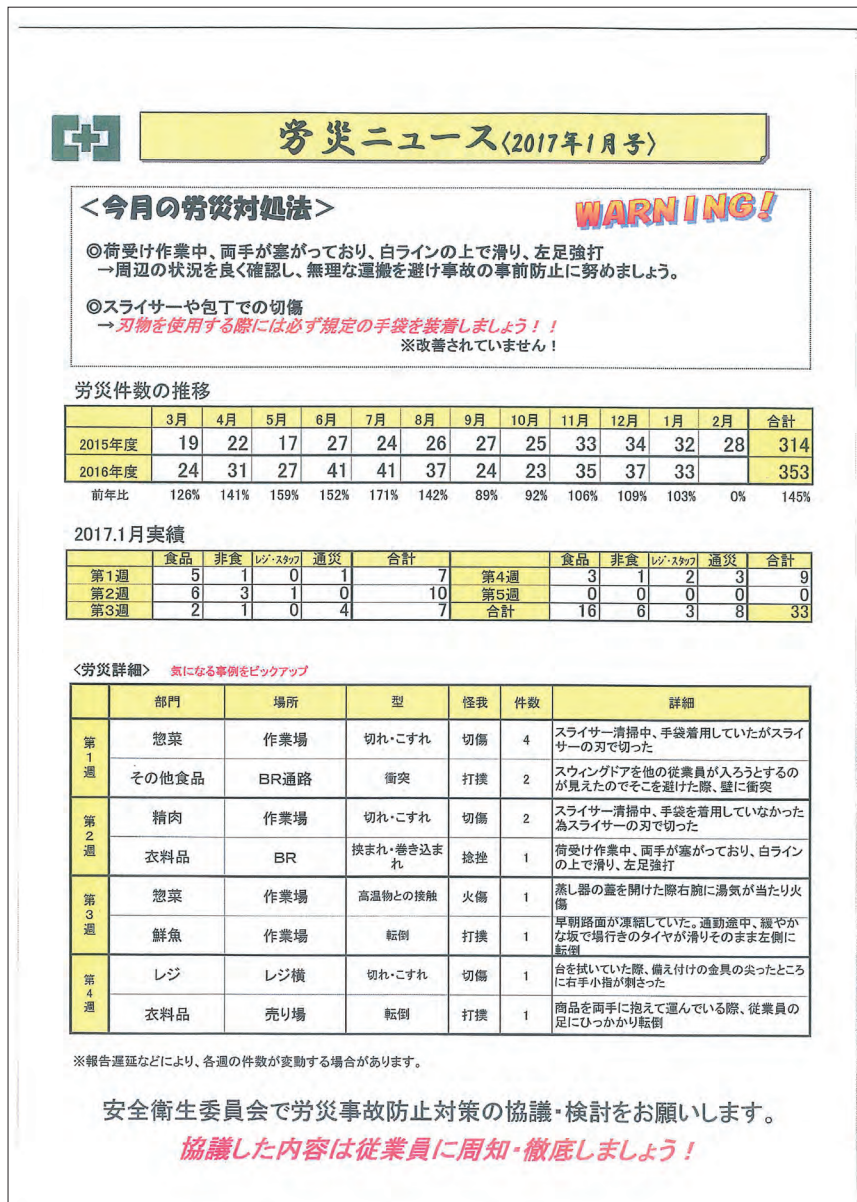 労災ニュース〈2017年1月号〉
＜今月の労災対処法＞
WARNING!
◎荷受け作業中、両手が塞がっており、白ラインの上で滑り、左足強打
→周辺の状況を良く確認し、無理な運搬を避け事故の事前防止に努めましょう。
◎スライサーや包丁での切傷
→刃物を使用する際には必ず規定の手袋を装着しましょう！！
※改善されていません！
労災件数の推移
3月 4月 5月 6月 7月 8月 9月 10月 11月 12月 1月 2月 合計
2015年度 19 22 17 27 24 26 27 25 33 34 32 28 314
2016年度 24 31 27 41 41 37 24 23 35 37 33 353
前年比 126% 141% 159% 152% 171% 142% 89% 92% 106% 109% 103% 0% 145%
2017.1月実績
食品 非食 レジ・スタッフ 通災 合計 食品 非食 レジ・スタッフ 通災 合計
第1週 5 1 0 1 7 第4週 3 1 2 3 9
第2週 6 3 1 0 10 第5週 0 0 0 0 0
第3週 2 1 0 4 7 合計 16 6 3 8 33
〈労災詳細〉 気になる事例をピックアップ
部門 場所 型 怪我 件数 詳細
第1週
惣菜 作業場 切れ・こすれ 切傷 4 スライサー清掃中、手袋着用していたがスライ
サーの刃で切った
その他食品 BR通路 衝突 打撲 2 スウィングドアを他の従業員が入ろうとするの
が見えたのでそこを避けた際、壁に衝突
第2週
精肉 作業場 切れ・こすれ 切傷 2 スライサー清掃中、手袋を着用していなかった
為スライサーの刃で切った
衣料品 BR 挟まれ・巻き込ま
れ 捻挫 1 荷受け作業中、両手が塞がっており、白ライン
の上で滑り、左足強打
第3週
惣菜 作業場 高温物との接触 火傷 1 蒸し器の蓋を開けた際右腕に湯気が当たり火
傷
鮮魚 作業場 転倒 打撲 1 早朝路面が凍結していた。通勤途中、緩やか
な坂で場行きのタイヤが滑りそのまま左側に
転倒
第4週
レジ レジ横 切れ・こすれ 切傷 1 台を拭いていた際、備え付けの金具の尖ったところ
に右手小指が刺さった
衣料品 売り場 転倒 打撲 1 商品を両手に抱えて運んでいる際、従業員の
足にひっかかり転倒
※報告遅延などにより、各週の件数が変動する場合があります。
安全衛生委員会で労災事故防止対策の協議・検討をお願いします。
協議した内容は従業員に周知・徹底しましょう！